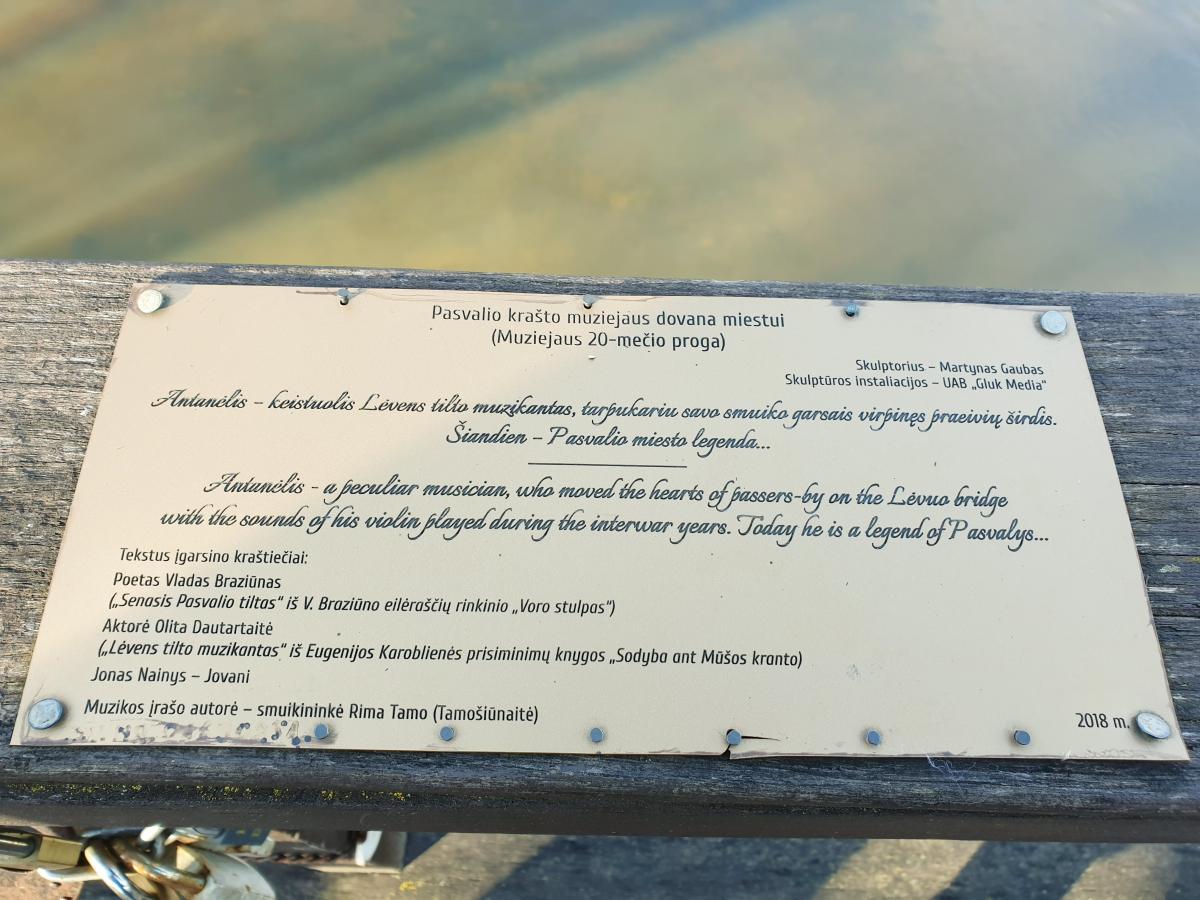 Pasvalio krašto muziejaus dovana miestui
(Muziejaus 20-mečio proga)
Skulptorius – Martynas Gaubas
Skulptūros instaliacijos – UAB „Gluk Media“
Antanėlis – keistuolis Lėvens tilto muzikantas, tarpukariu savo smuiko garsais virpinęs praeivių širdis.
Šiandien – Pasvalio miesto legenda...
Antanėlis - a peculiar musician, who moved the hearts of passers-by on the Lėvuo bridge
with the sounds of his violin played during the interwar years. Today he is a legend of Pasvalys...
Tekstus įgarsino kraštiečiai:
Poetas Vladas Braziūnas
(„Senasis Pasvalio tiltas“ iš V. Braziūno eilėraščių rinkinio „Voro stulpas“)
Aktorė Olita Dautartaitė
(„Lėvens tilto muzikantas“ iš Eugenijos Karoblienės prisiminimų knygos „Sodyba ant Mūšos kranto)
Jonas Nainys – Jovani
Muzikos įrašo autorė – smuikininkė Rima Tamo (Tamošiūnaitė)
2018 m.